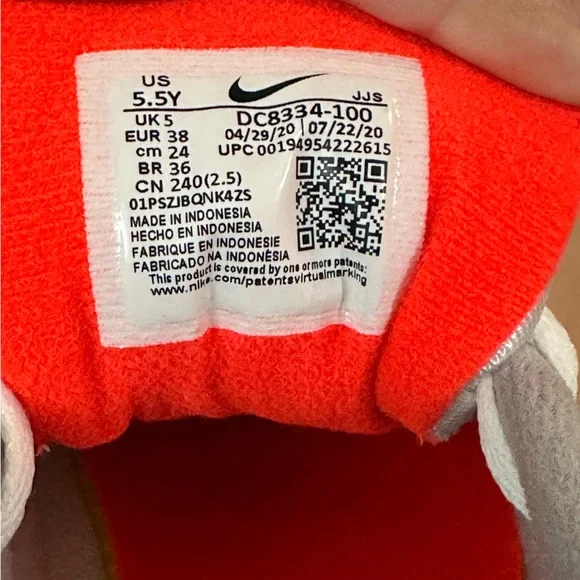 US
5.5Y JJS
UK 5 DC8334-100
EUR 38 04/29/20 07/22/20
cm 24 UPC 00194954222615
BR 36
CN 240(2.5)
01PSZJBQNK4ZS
MADE IN INDONESIA
HECHO EN INDONESIA
FABRIQUE EN INDONESIE
FABRICADO NA INDONÉSIA
This product is covered by one or more patents:
www.nike.com/patentsvirtualmarking